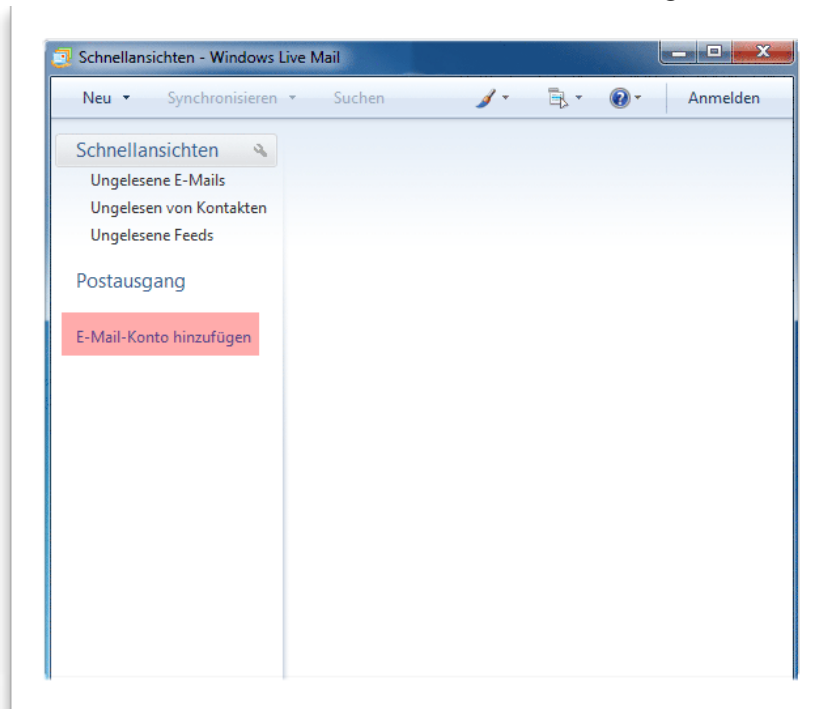 Schnellansichten - Windows Live Mail
Neu Synchronisieren Suchen Anmelden
Schnellansichten
Ungelesene E-Mails
Ungelesen von Kontakten
Ungelesene Feeds
Postausgang
E-Mail-Konto hinzufügen